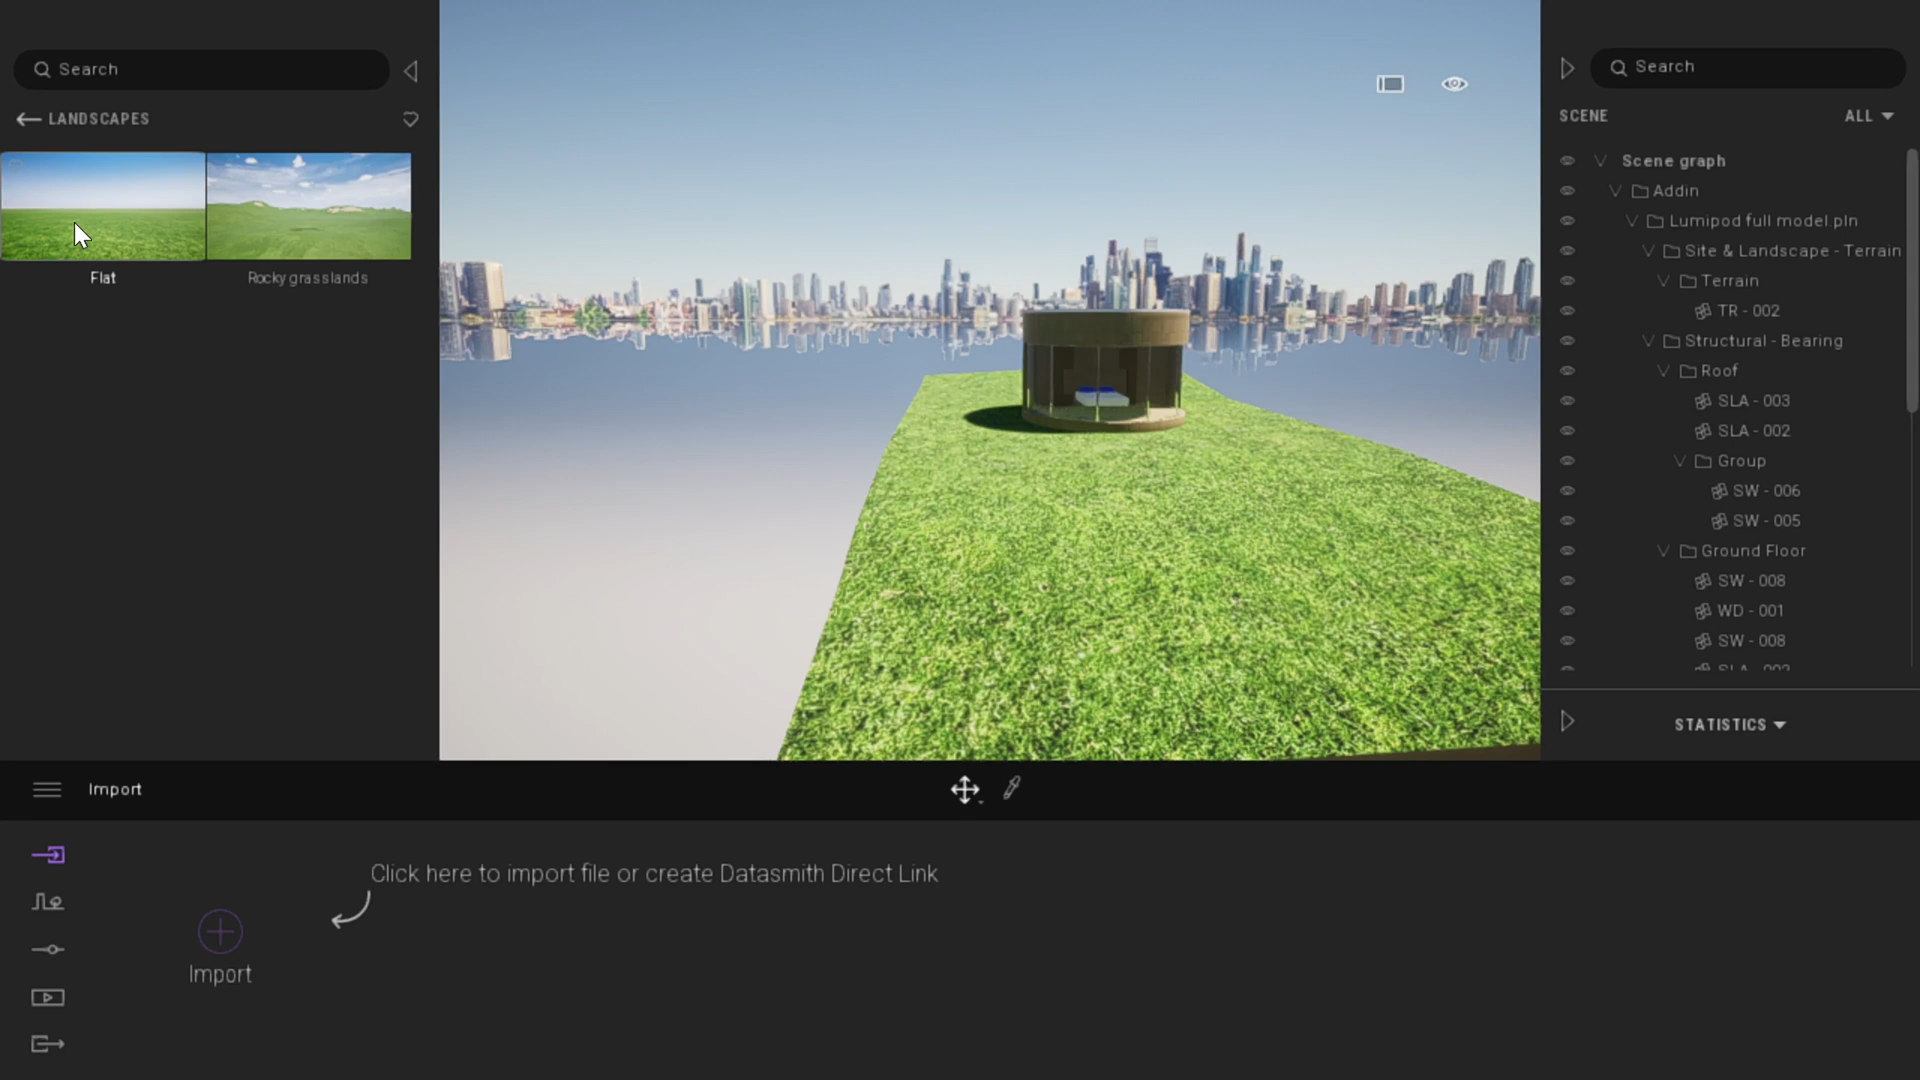 Search
LANDSCAPES
Flat
Rocky grasslands
Search
SCENE
ALL
Scene graph
Addin
Lumipod full model.pln
Site & Landscape - Terrain
Terrain
TR - 002
Structural - Bearing
Roof
SLA - 003
SLA - 002
Group
SW - 006
SW - 005
Ground Floor
SW - 008
WD - 001
SW - 008
STATISTICS
Import
Click here to import file or create Datasmith Direct Link
Import